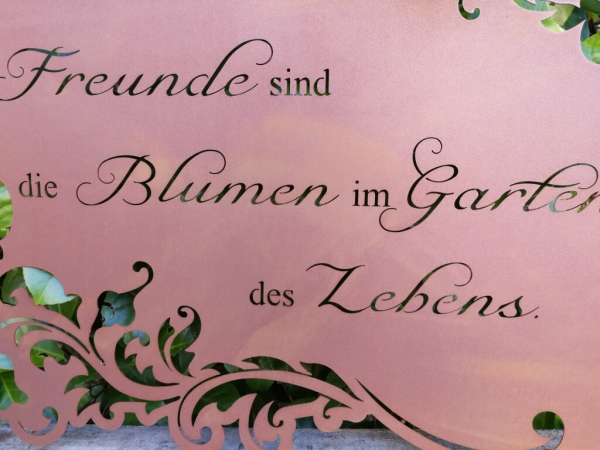 Freunde sind
die Blumen im Garten
des Lebens.